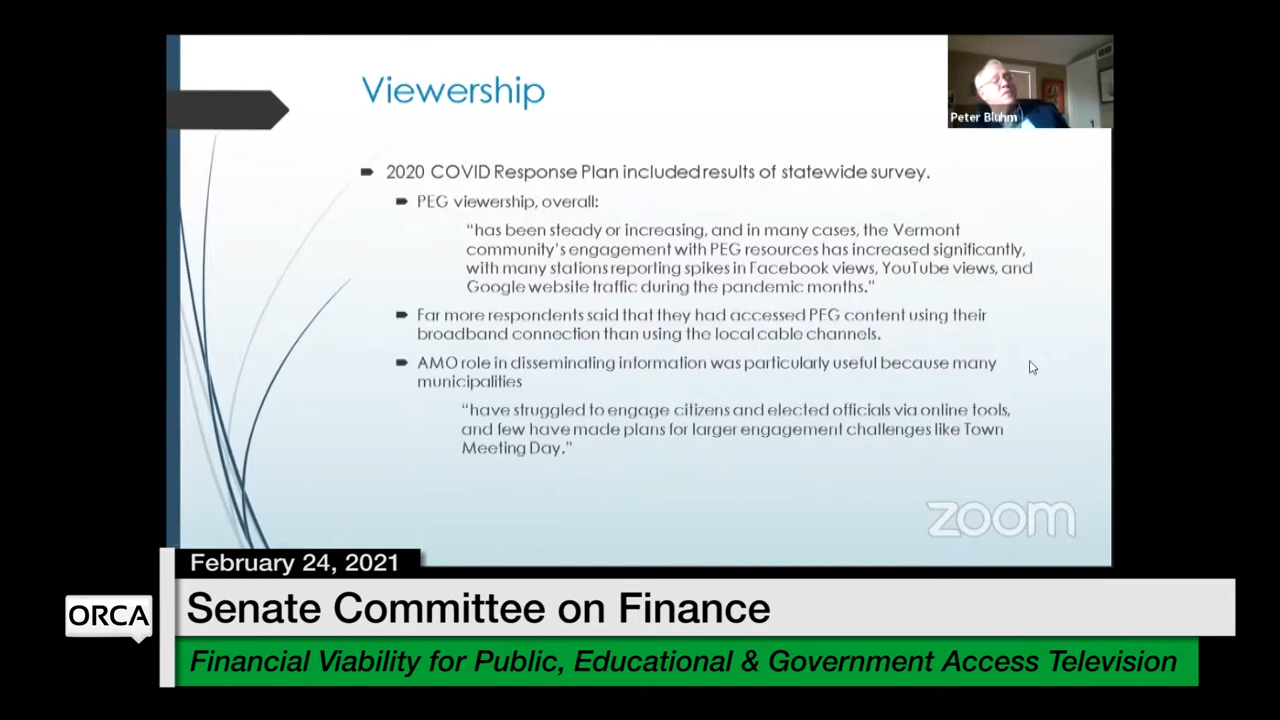 Viewership
Peter Bluhm
2020 COVID Response Plan included results of statewide survey.
PEG viewership, overall:
“has been steady or increasing, and in many cases, the Vermont
community’s engagement with PEG resources has increased significantly,
with many stations reporting spikes in Facebook views, YouTube views, and
Google website traffic during the pandemic months.”
Far more respondents said that they had accessed PEG content using their
broadband connection than using the local cable channels.
AMO role in disseminating information was particularly useful because many
municipalities
“have struggled to engage citizens and elected officials via online tools,
and few have made plans for larger engagement challenges like Town
Meeting Day.”
zoom
February 24, 2021
ORCA
Senate Committee on Finance
Financial Viability for Public, Educational & Government Access Television